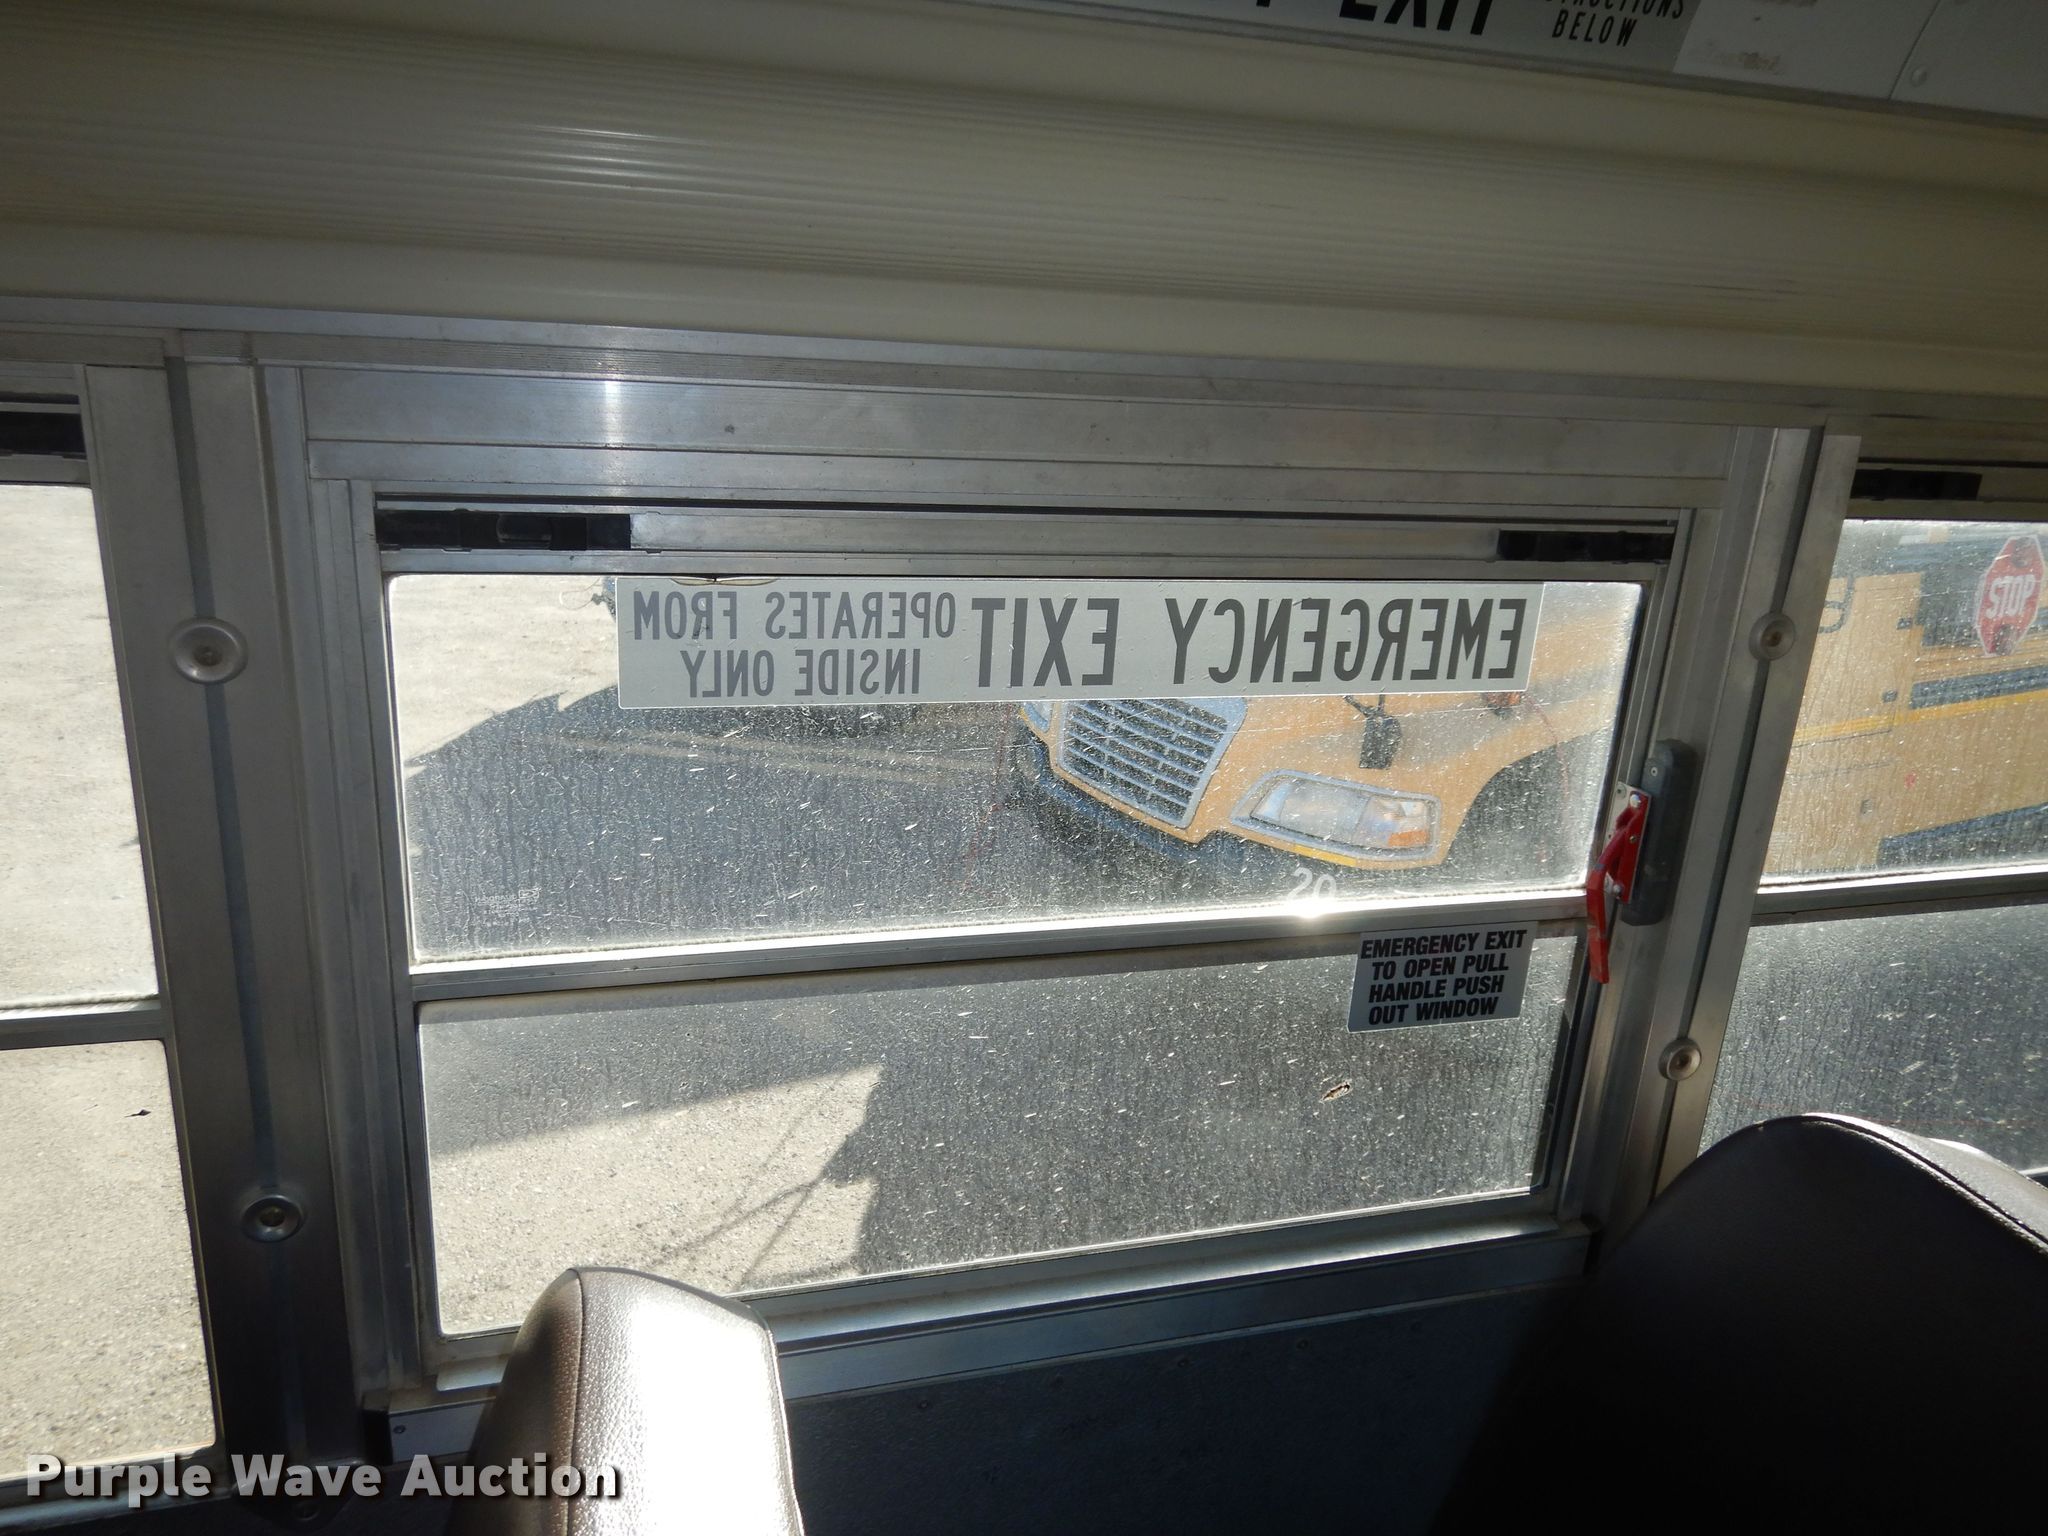 EXIT
BELOW
EMERGENCY EXIT
OPERATES FROM
INSIDE ONLY
STOP
20
EMERGENCY EXIT
TO OPEN PULL
HANDLE PUSH
OUT WINDOW
Purple Wave Auction